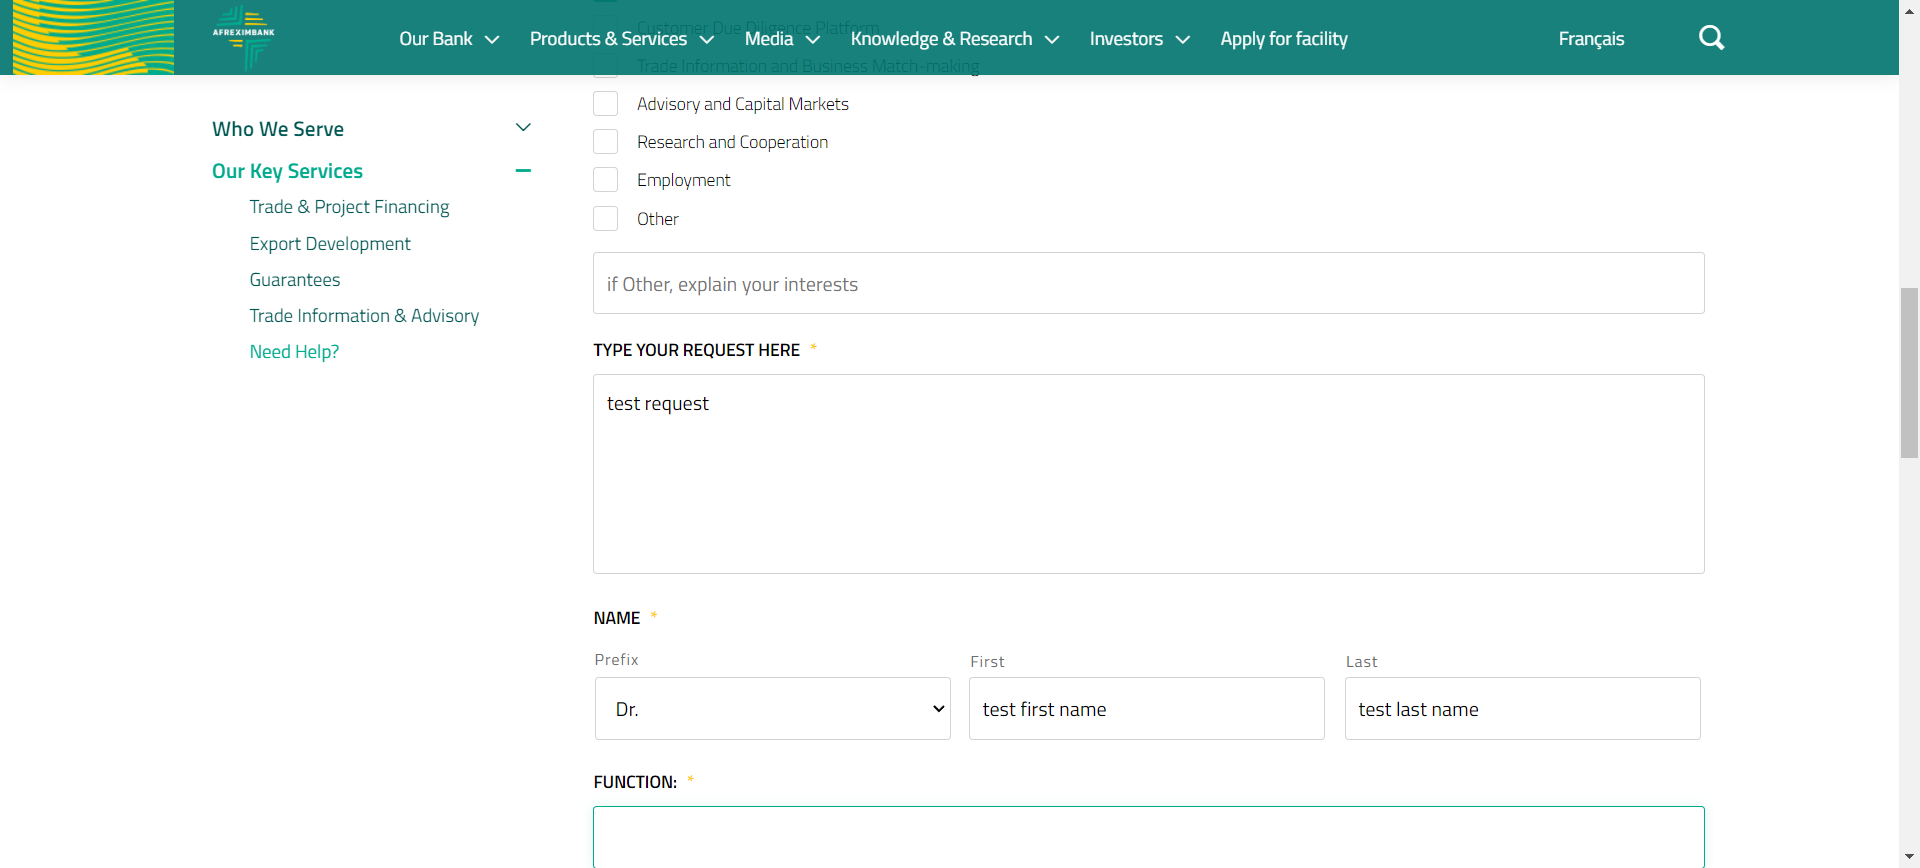 AFREXIMBANK
Our Bank
Products & Services
Media
Knowledge & Research
Investors
Apply for facility
Français
Customer Due Diligence Platform
Trade Information and Business Match-making
Who We Serve
Our Key Services
Trade & Project Financing
Export Development
Guarantees
Trade Information & Advisory
Need Help?
Advisory and Capital Markets
Research and Cooperation
Employment
Other
if Other, explain your interests
TYPE YOUR REQUEST HERE *
test request
NAME *
Prefix
First
Last
Dr.
test first name
test last name
FUNCTION: *